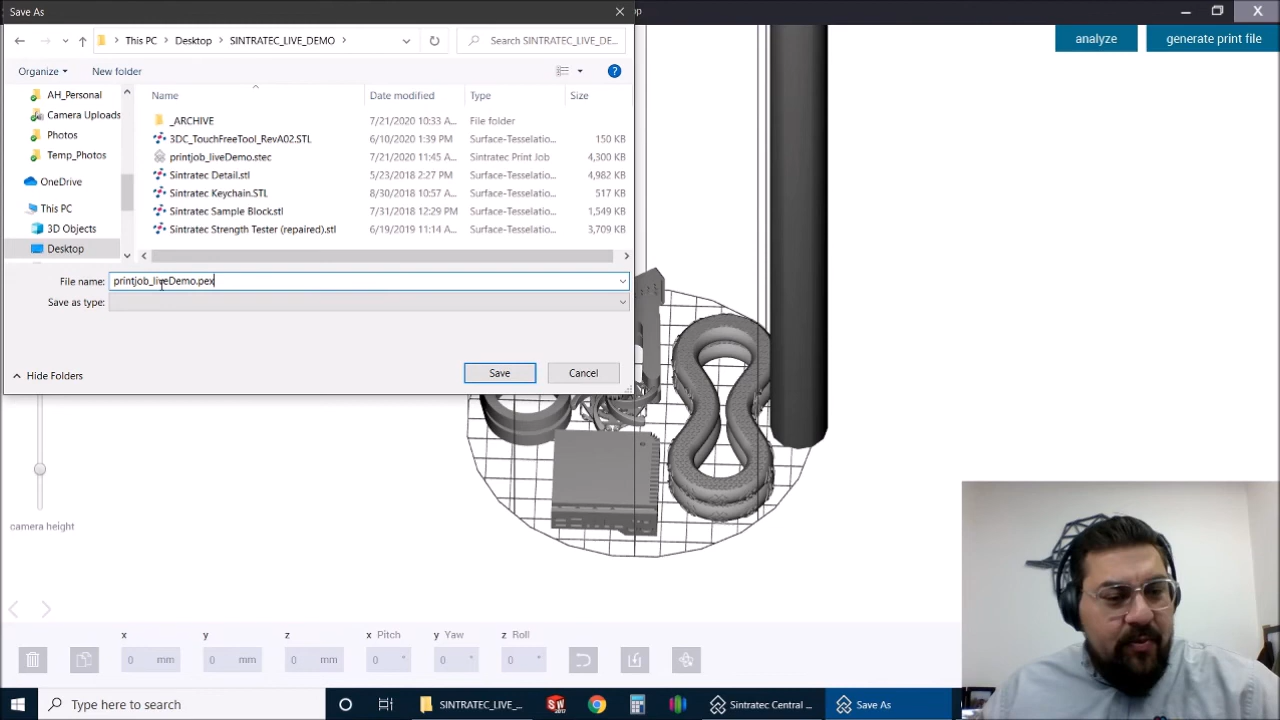 Save As
op
This PC > Desktop > SINTRATEC_LIVE_DEMO >
Search SINTRATEC_LIVE_DE...
analyze
generate print file
Organize
New folder
Name
Date modified
Type
Size
AH_Personal
Camera Uploads
Photos
Temp_Photos
OneDrive
This PC
3D Objects
Desktop
_ARCHIVE 7/21/2020 10:33 A... File folder
3DC_TouchFreeTool_RevA02.STL 6/10/2020 1:39 PM Surface-Tesselatio... 150 KB
printjob_liveDemo.stec 7/21/2020 11:45 A... Sintratec Print Job 4,300 KB
Sintratec Detail.stl 5/23/2018 2:27 PM Surface-Tesselatio... 4,982 KB
Sintratec Keychain.STL 8/30/2018 10:57 A... Surface-Tesselatio... 517 KB
Sintratec Sample Block.stl 7/31/2018 12:29 PM Surface-Tesselatio... 1,549 KB
Sintratec Strength Tester (repaired).stl 6/19/2019 11:14 A... Surface-Tesselatio... 3,709 KB
File name: printjob_liveDemo.pex
Save as type:
Hide Folders
Save
Cancel
camera height
x y z x Pitch y Yaw z Roll
0 mm 0 mm 0 mm 0 ° 0 ° 0 °
Type here to search
SINTRATEC_LIVE_...
SW
2017
Sintratec Central ...
Save As